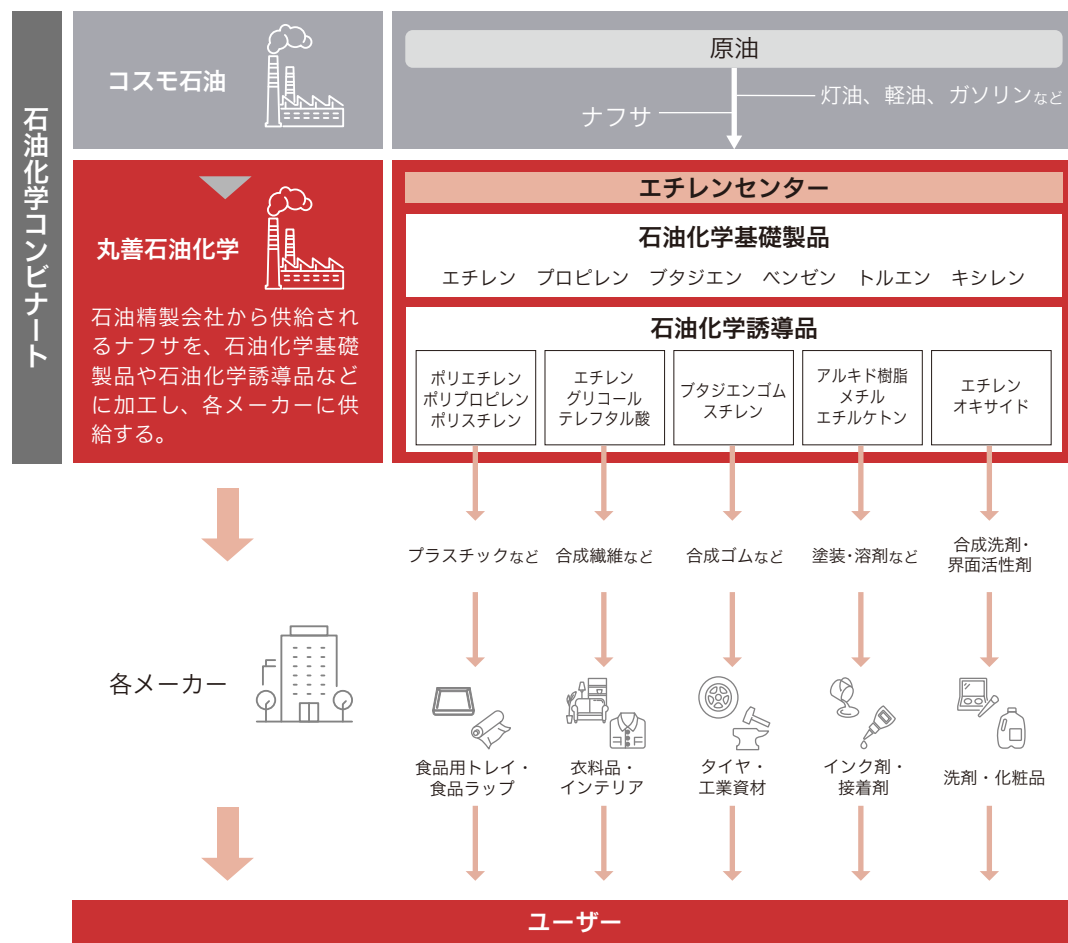 石油化学コンビナート
コスモ石油
原油
灯油、軽油、ガソリンなど
ナフサ
丸善石油化学
石油精製会社から供給され
るナフサを、石油化学基礎
製品や石油化学誘導品など
に加工し、各メーカーに供
給する。
エチレンセンター
石油化学基礎製品
エチレン プロピレン ブタジエン ベンゼン トルエン キシレン
石油化学誘導品
ポリエチレン
ポリプロピレン
ポリスチレン
エチレン
グリコール
テレフタル酸
ブタジエンゴム
スチレン
アルキド樹脂
メチル
エチルケトン
エチレン
オキサイド
プラスチックなど
合成繊維など
合成ゴムなど
塗装・溶剤など
合成洗剤・
界面活性剤
各メーカー
食品用トレイ・
食品ラップ
衣料品・
インテリア
タイヤ・
工業資材
インク剤・
接着剤
洗剤・化粧品
ユーザー